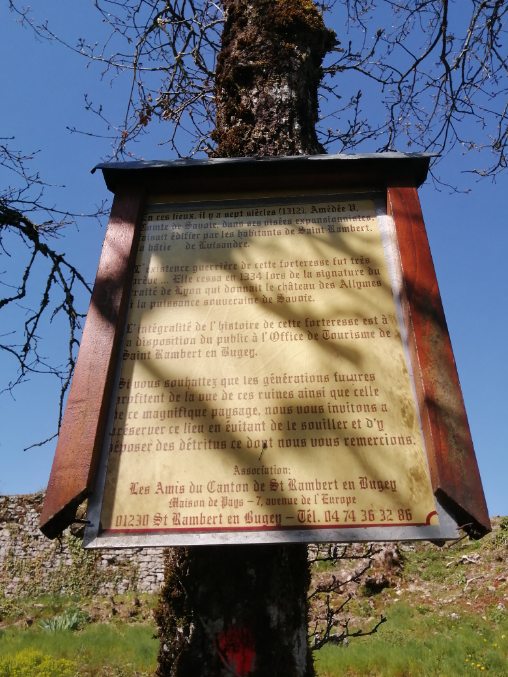 En ces lieux, il y a sept siècles (1312), Amédée V,
Comte de Savoie, dans ses visées expansionnistes,
faisait édifier par les habitants de Saint Rambert,
la bâtie de Luisandre.
L'existence guerrière de cette forteresse fut très
brève ... Elle cessa en 1334 lors de la signature du
traité de Lyon qui donnait le château des Allymes
à la puissance souveraine de Savoie.
L'intégralité de l'histoire de cette forteresse est à
la disposition du public à l'Office de Tourisme de
Saint Rambert en Bugey.
Si vous souhaitez que les générations futures
profitent de la vue de ces ruines ainsi que celle
de ce magnifique paysage, nous vous invitons à
préserver ce lieu en évitant de le souiller et d'y
déposer des détritus ce dont nous vous remercions.
Association:
Les Amis du Canton de St Rambert en Bugey
Maison de Pays – 7, avenue de l'Europe
01230 St Rambert en Bugey – Tél. 04 74 36 32 86